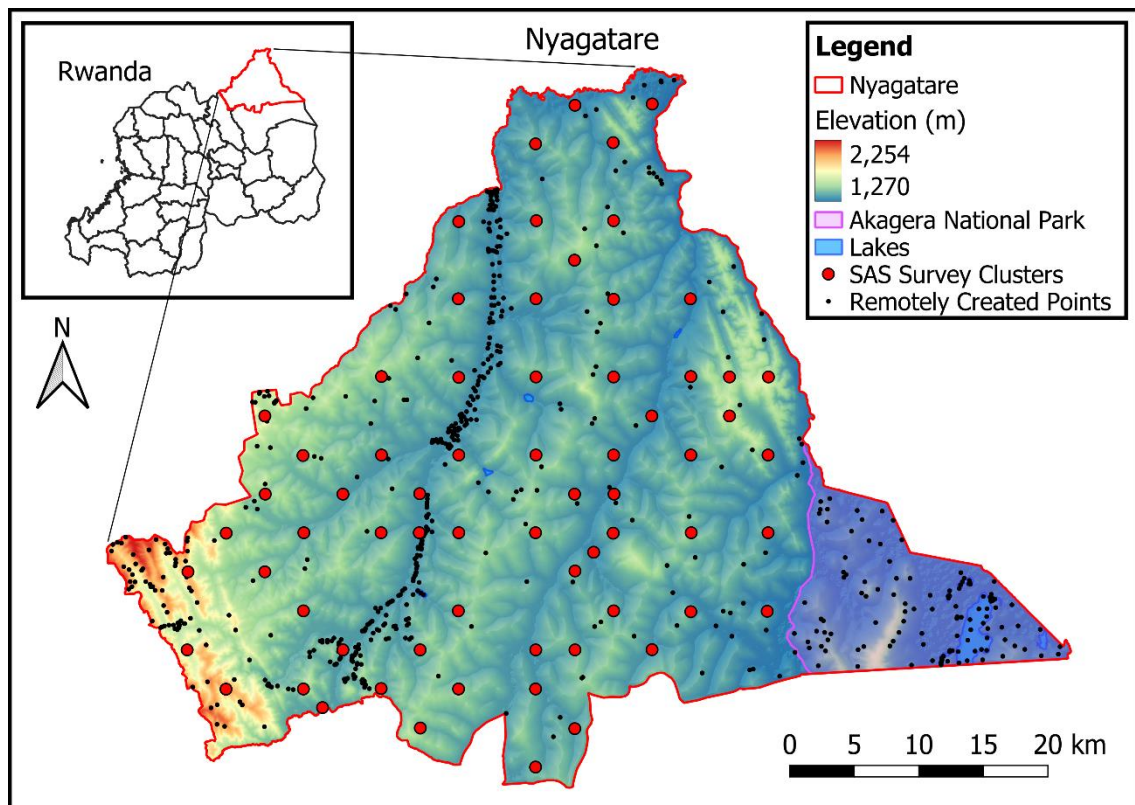 Nyagatare
Rwanda
Legend
Nyagatare
Elevation (m)
2,254
1,270
Akagera National Park
Lakes
SAS Survey Clusters
Remotely Created Points
N
0 5 10 15 20 km